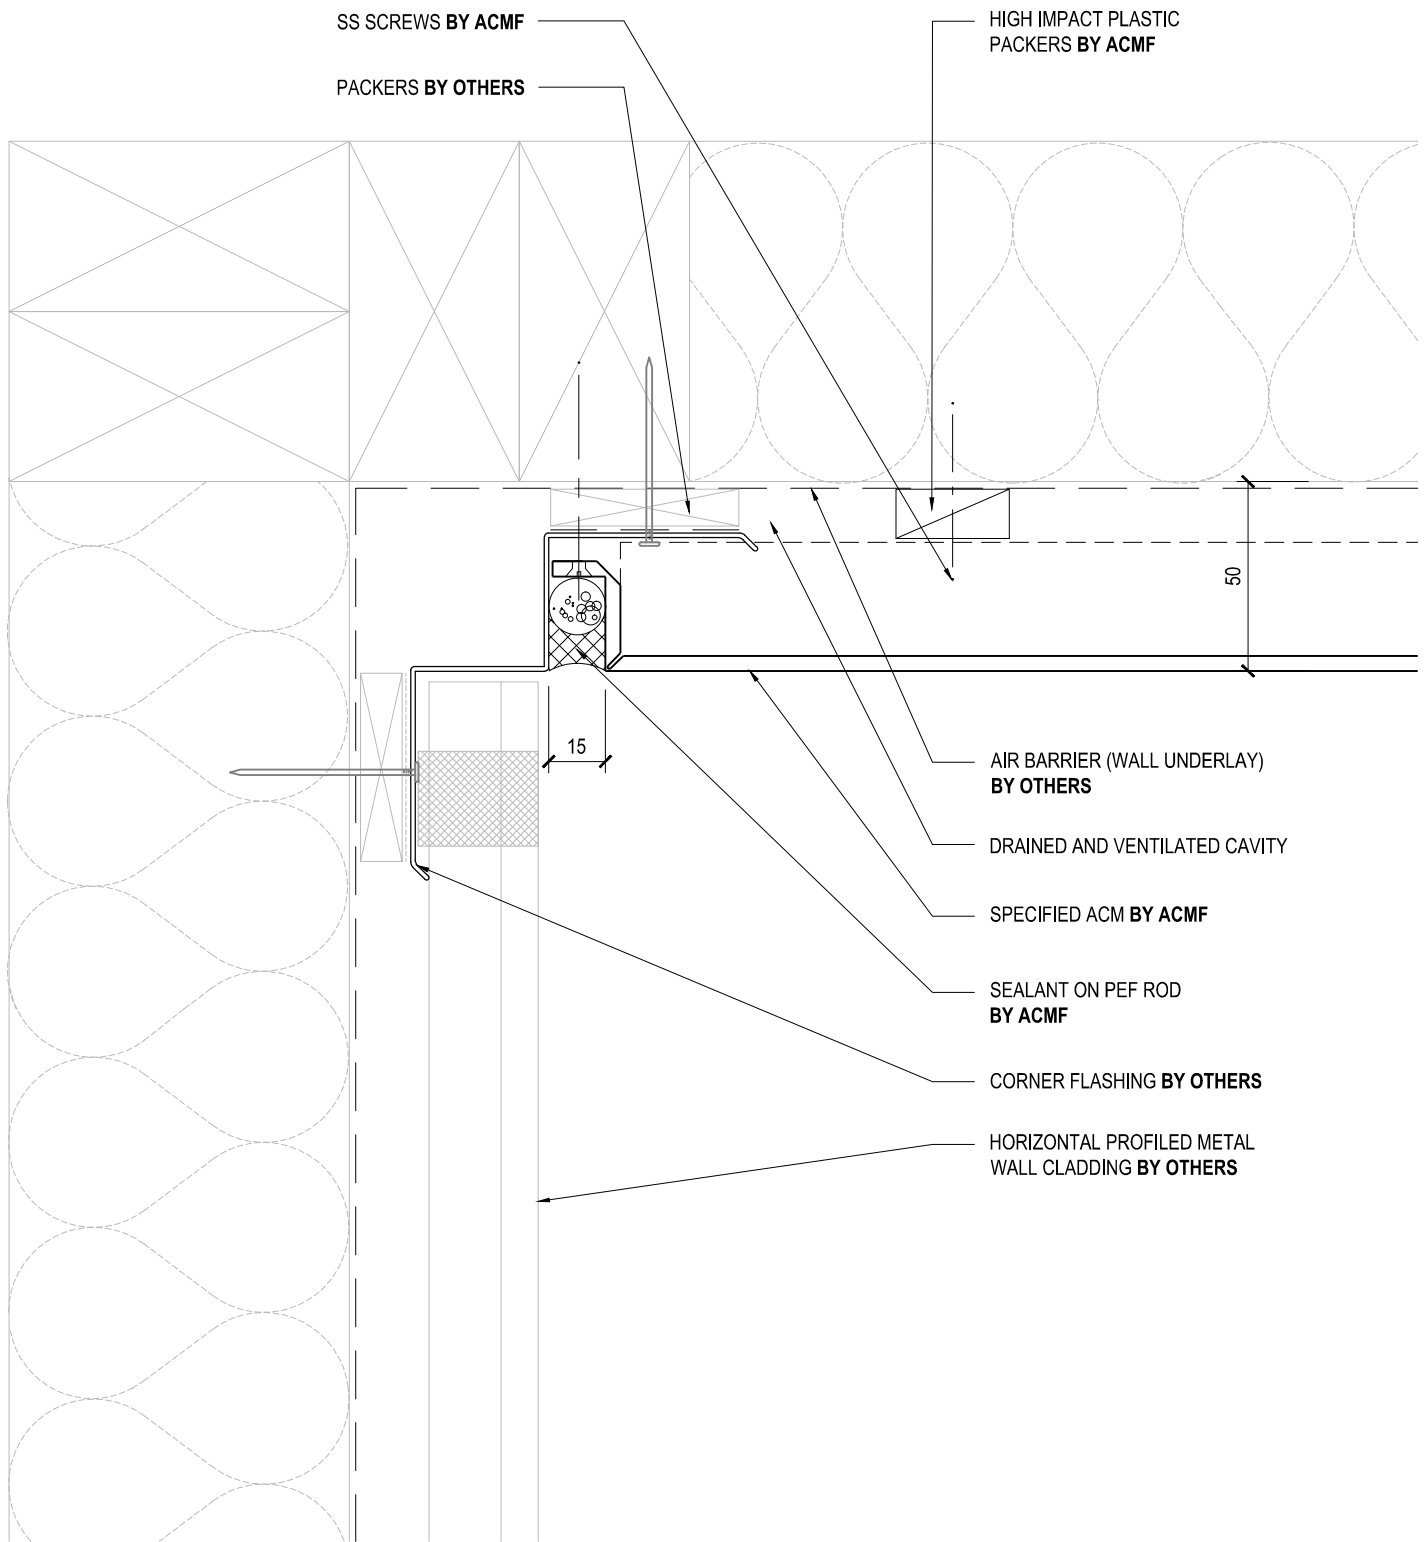 SS SCREWS BY ACMF
HIGH IMPACT PLASTIC
PACKERS BY ACMF
PACKERS BY OTHERS
50
15
AIR BARRIER (WALL UNDERLAY)
BY OTHERS
DRAINED AND VENTILATED CAVITY
SPECIFIED ACM BY ACMF
SEALANT ON PEF ROD
BY ACMF
CORNER FLASHING BY OTHERS
HORIZONTAL PROFILED METAL
WALL CLADDING BY OTHERS